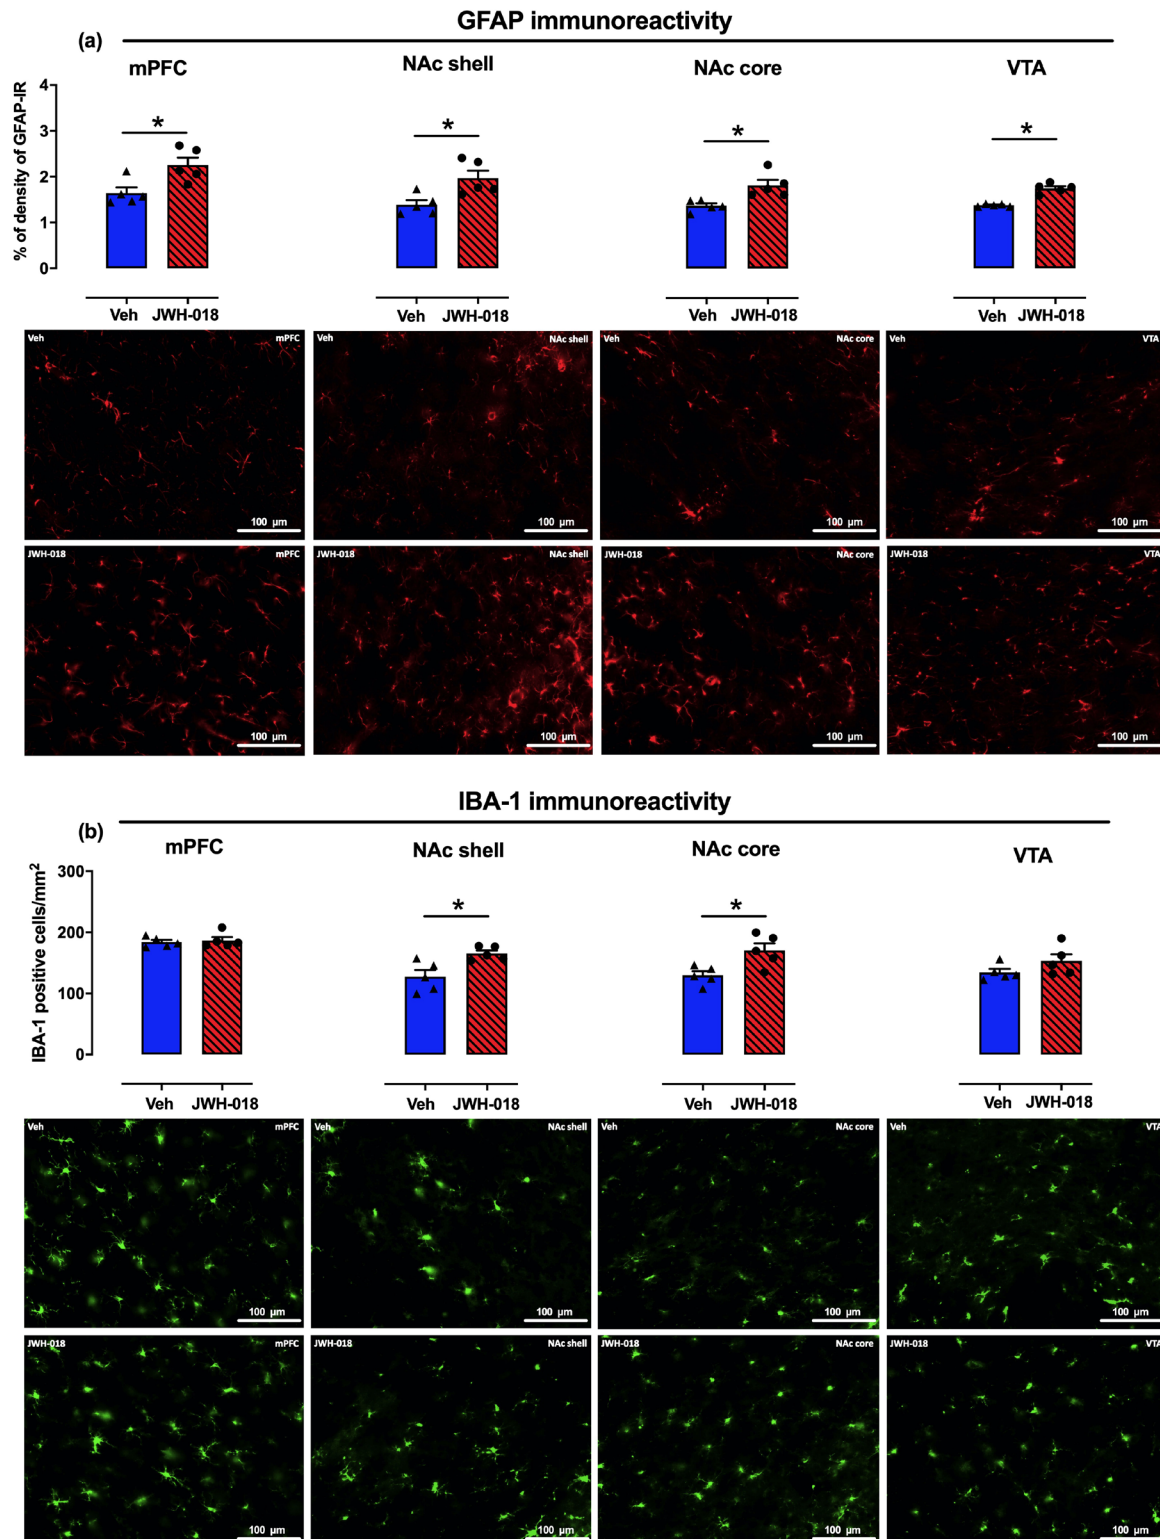 GFAP immunoreactivity
(a)
mPFC
NAc shell
NAc core
VTA
% of density of GFAP-IR
4
3
2
1
0
*
*
*
*
Veh JWH-018
Veh JWH-018
Veh JWH-018
Veh JWH-018
Veh mPFC
100 µm
Veh NAc shell
100 µm
Veh NAc core
100 µm
Veh VTA
100 µm
JWH-018 mPFC
100 µm
JWH-018 NAc shell
100 µm
JWH-018 NAc core
100 µm
JWH-018 VTA
100 µm
IBA-1 immunoreactivity
(b)
mPFC
NAc shell
NAc core
VTA
IBA-1 positive cells/mm²
300
200
100
0
*
*
Veh JWH-018
Veh JWH-018
Veh JWH-018
Veh JWH-018
Veh mPFC
100 µm
Veh NAc shell
100 µm
Veh NAc core
100 µm
Veh VTA
100 µm
JWH-018 mPFC
100 µm
JWH-018 NAc shell
100 µm
JWH-018 NAc core
100 µm
JWH-018 VTA
100 µm